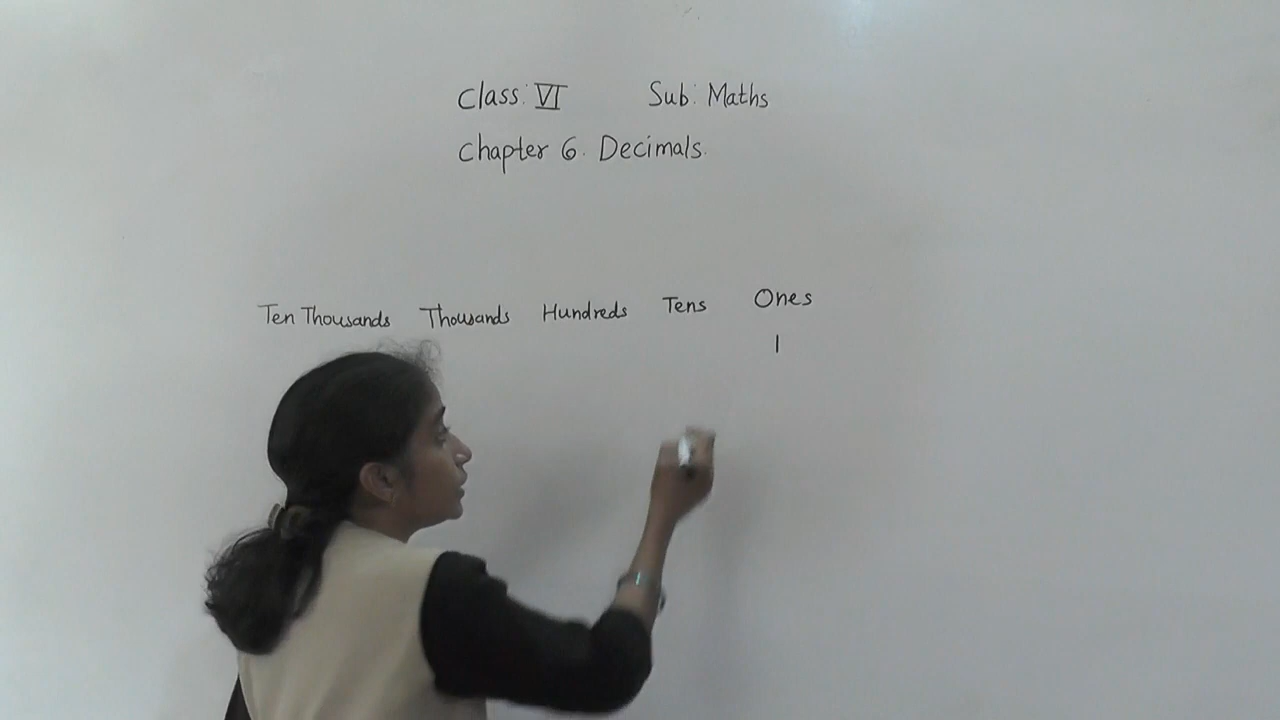 Class: VI Sub: Maths
Chapter 6. Decimals.
Ten Thousands Thousands Hundreds Tens Ones
1